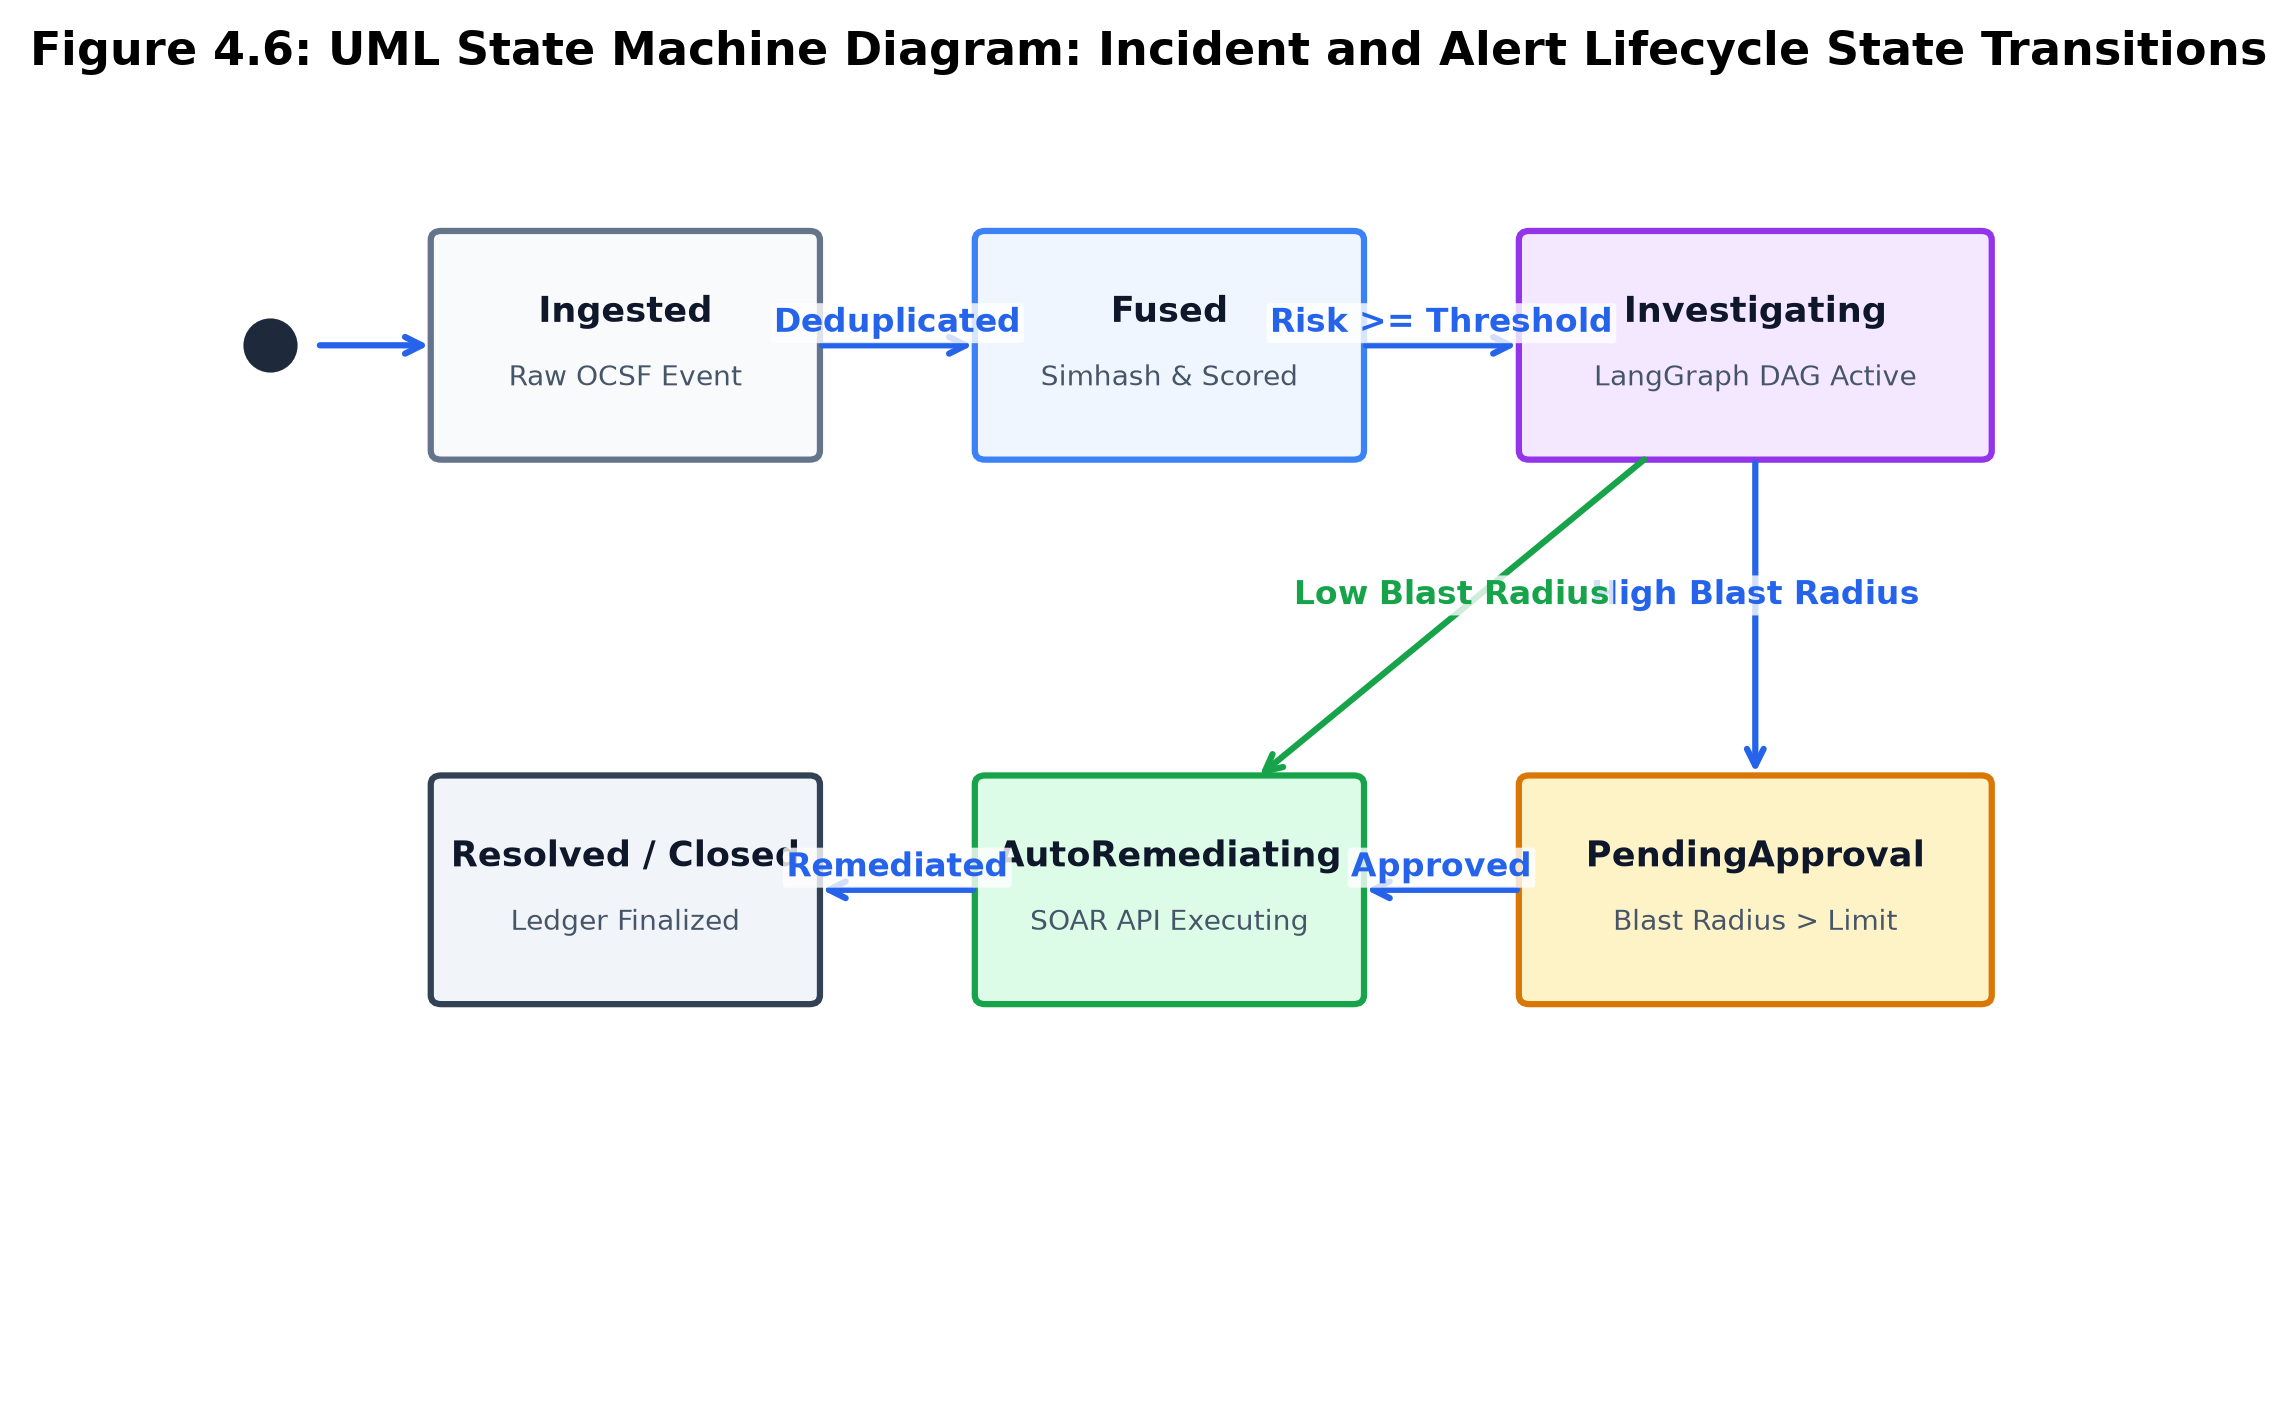 Figure 4.6: UML State Machine Diagram: Incident and Alert Lifecycle State Transitions
Ingested
Raw OCSF Event
Deduplicated
Fused
Simhash & Scored
Risk >= Threshold
Investigating
LangGraph DAG Active
Low Blast Radius
High Blast Radius
Resolved / Closed
Ledger Finalized
Remediated
AutoRemediating
SOAR API Executing
Approved
PendingApproval
Blast Radius > Limit